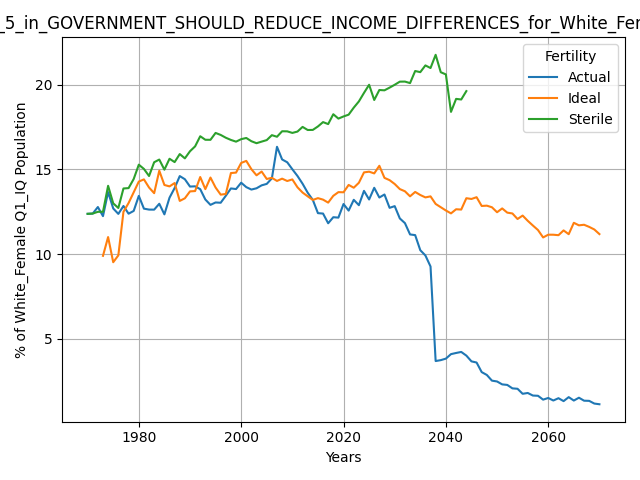 _5_in_GOVERNMENT_SHOULD_REDUCE_INCOME_DIFFERENCES_for_White_Fem
% of White_Female Q1_IQ Population
20
15
10
5
Fertility
Actual
Ideal
Sterile
1980
2000
2020
2040
2060
Years